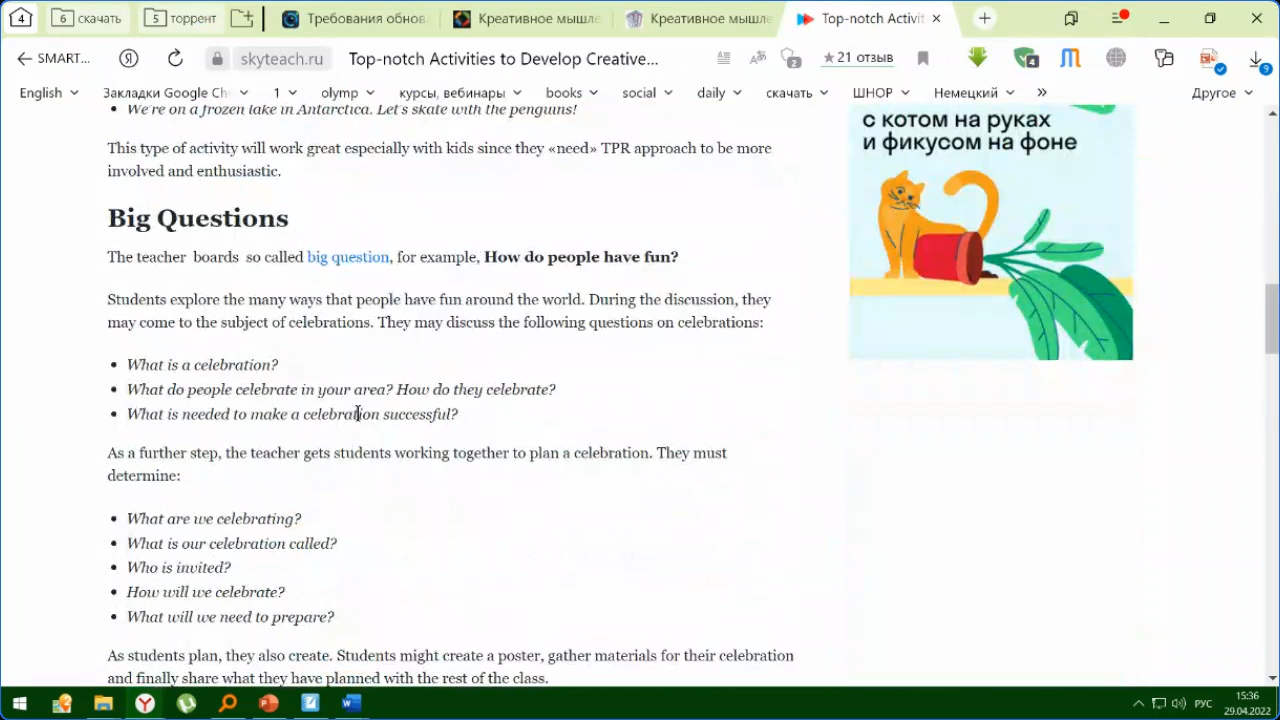 4
6 скачать
5 торрент
Требования обнов
Креативное мышле
Креативное мышле
Top-notch Activit
SMART...
skyteach.ru
Top-notch Activities to Develop Creative...
★ 21 отзыв
2
4
9
English
Закладки Google Ch
1
olymp
курсы, вебинары
books
social
daily
скачать
ШНОР
Немецкий
»
Другое
We're on a frozen lake in Antarctica. Let's skate with the penguins!
This type of activity will work great especially with kids since they «need» TPR approach to be more
involved and enthusiastic.
Big Questions
The teacher boards so called big question, for example, How do people have fun?
Students explore the many ways that people have fun around the world. During the discussion, they
may come to the subject of celebrations. They may discuss the following questions on celebrations:
What is a celebration?
What do people celebrate in your area? How do they celebrate?
What is needed to make a celebration successful?
As a further step, the teacher gets students working together to plan a celebration. They must
determine:
What are we celebrating?
What is our celebration called?
Who is invited?
How will we celebrate?
What will we need to prepare?
As students plan, they also create. Students might create a poster, gather materials for their celebration
and finally share what they have planned with the rest of the class.
с котом на руках
и фикусом на фоне
РУС
15:36
29.04.2022